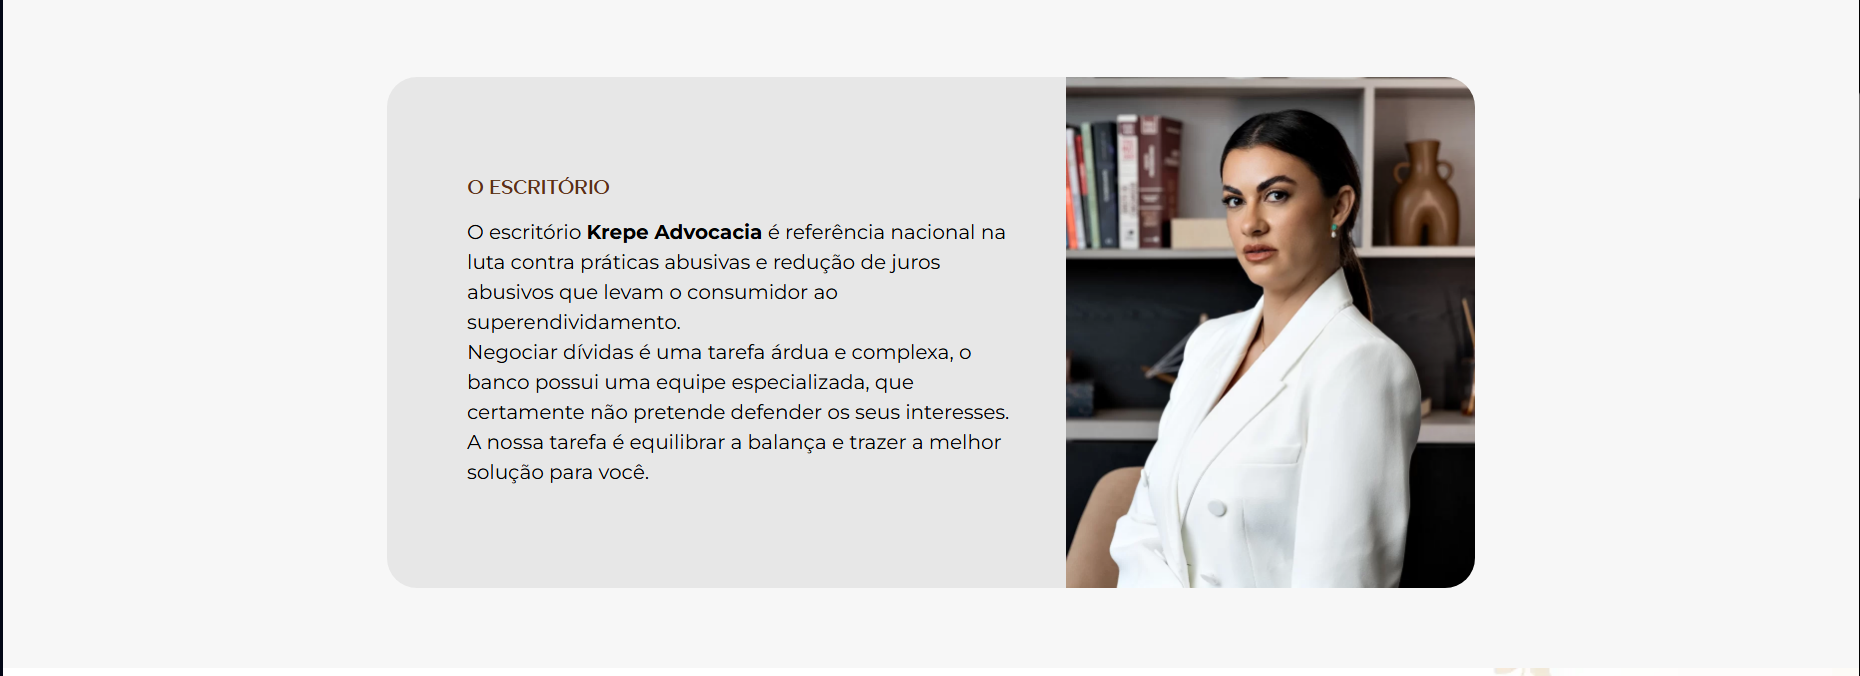 O ESCRITÓRIO
O escritório Krepe Advocacia é referência nacional na
luta contra práticas abusivas e redução de juros
abusivos que levam o consumidor ao
superendividamento.
Negociar dívidas é uma tarefa árdua e complexa, o
banco possui uma equipe especializada, que
certamente não pretende defender os seus interesses.
A nossa tarefa é equilibrar a balança e trazer a melhor
solução para você.